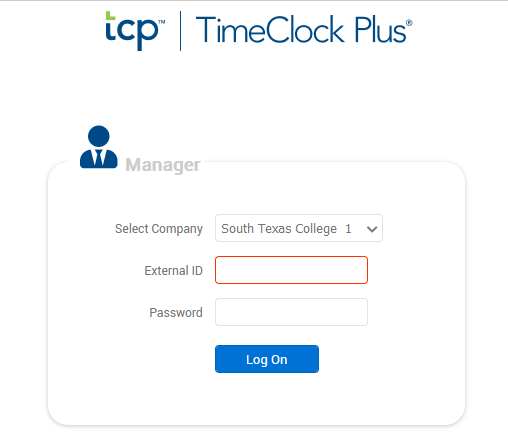 tcp™ | TimeClock Plus®
Manager
Select Company South Texas College 1
External ID
Password
Log On